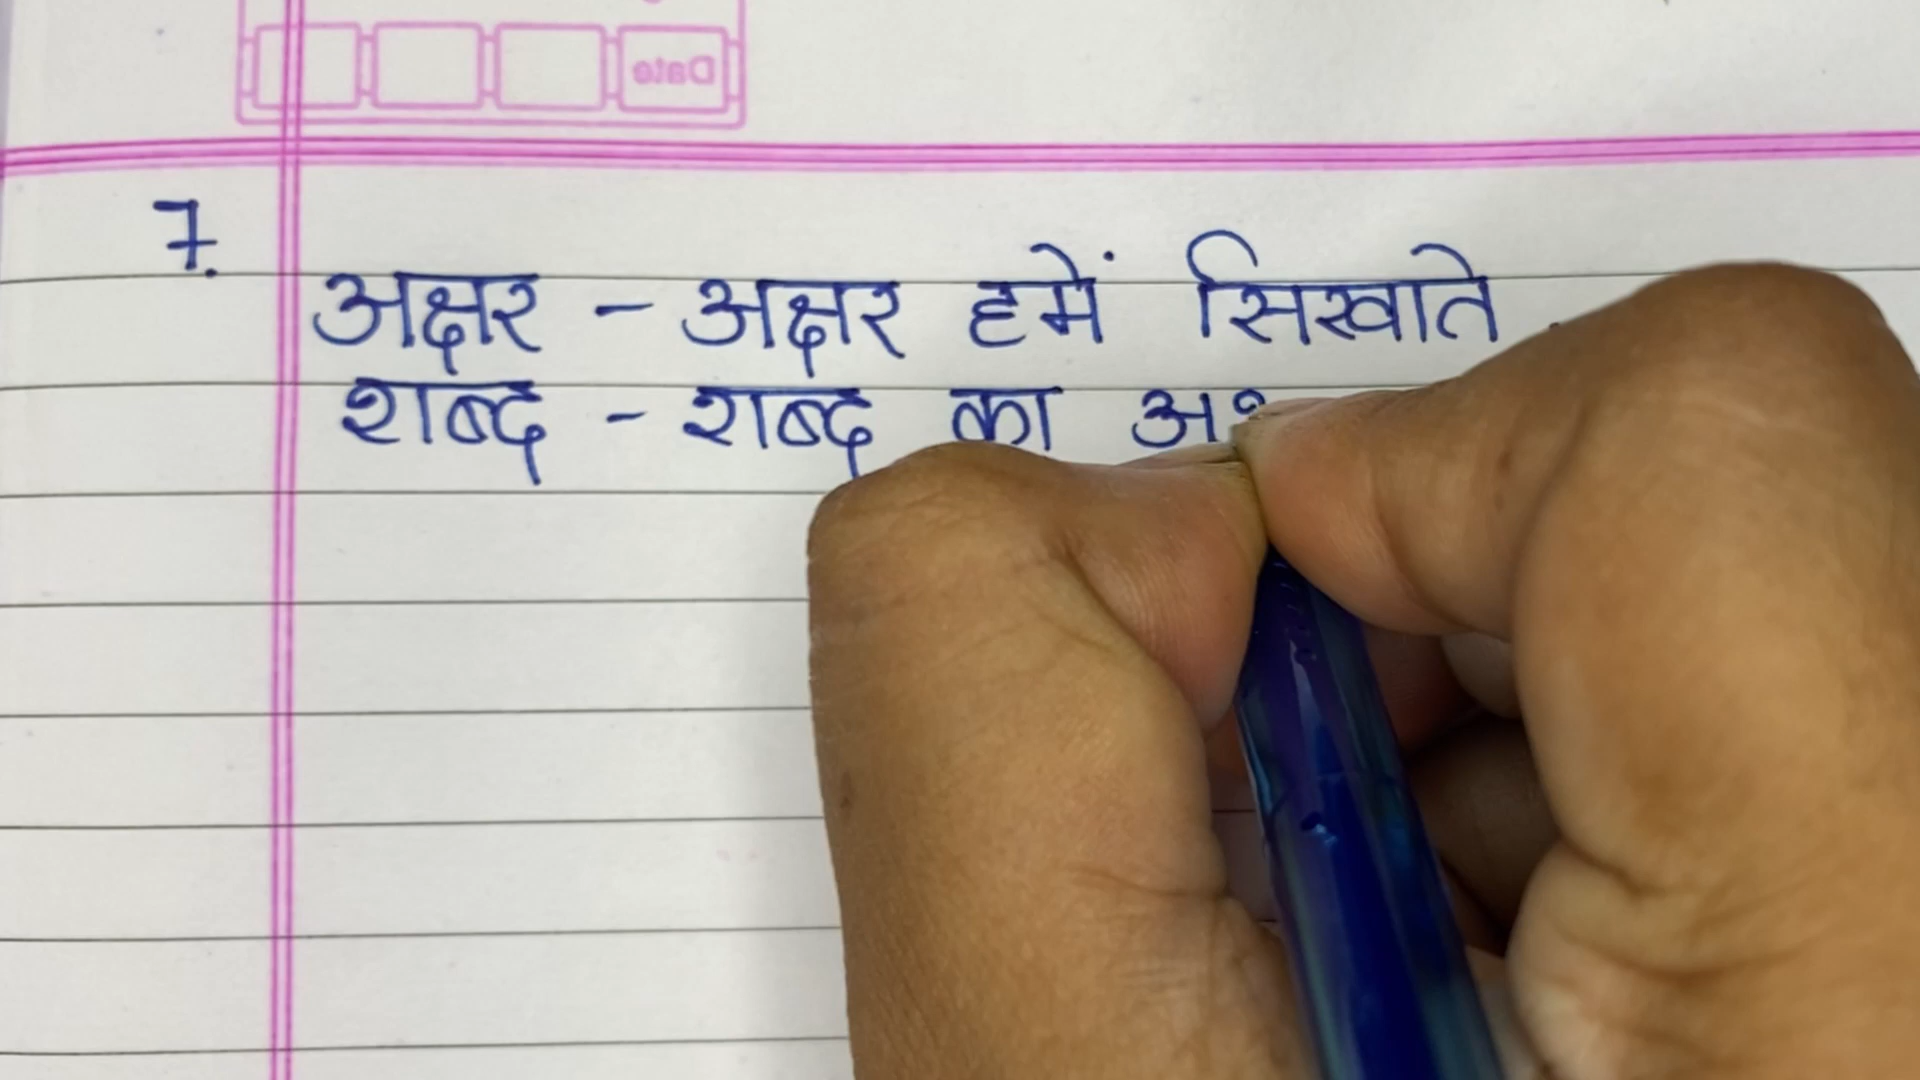 Date
7.
अक्षर - अक्षर हमें सिखाते
शब्द - शब्द का